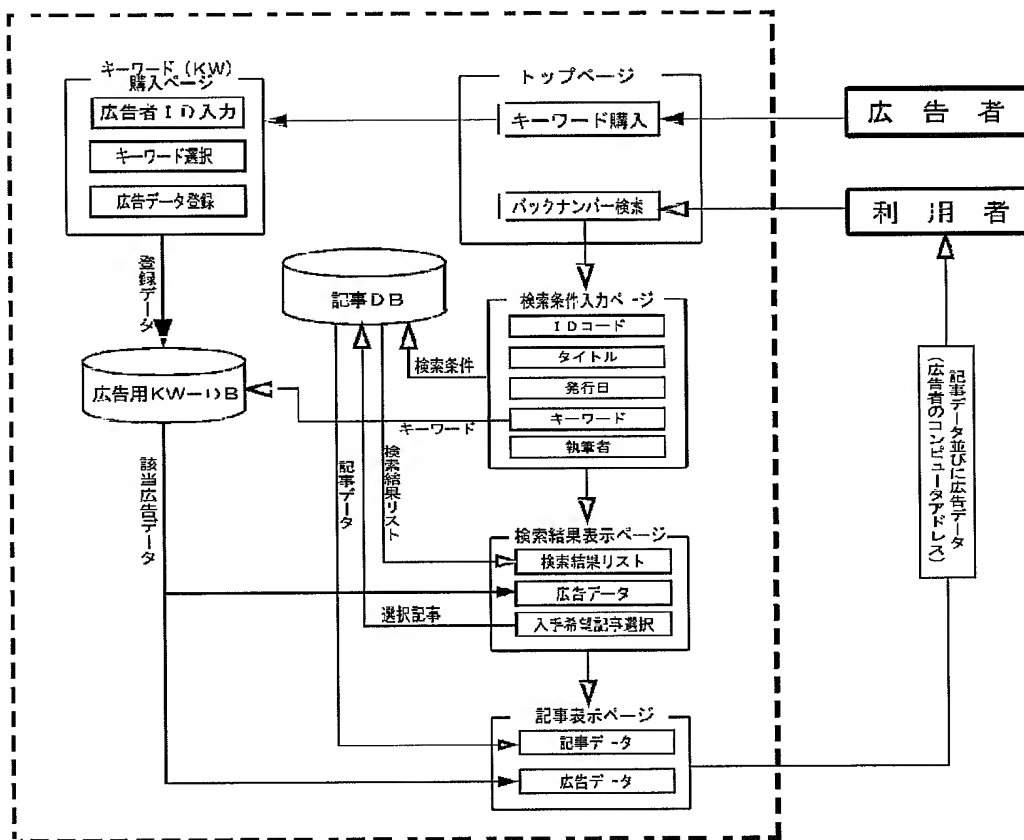 キーワード（KW）
購入ページ
広告者ＩＤ入力
キーワード選択
広告データ登録
トップページ
キーワード購入
バックナンバー検索
広告者
利用者
登録データ
記事ＤＢ
検索条件入力ページ
ＩＤコード
タイトル
発行日
キーワード
執筆者
検索条件
キーワード
広告用KW－DB
該当広告データ
記事データ
検索結果リスト
検索結果表示ページ
検索結果リスト
広告データ
入手希望記事選択
選択記事
記事表示ページ
記事データ
広告データ
記事データ並びに広告データ
（広告者のコンピュータアドレス）